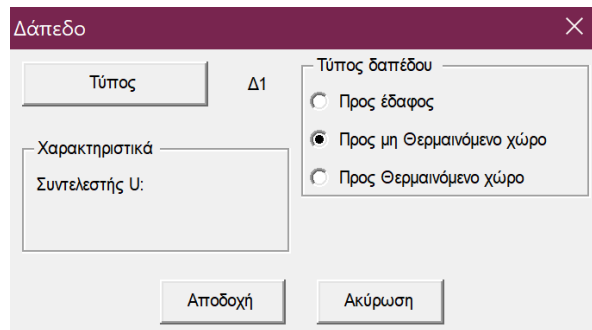 Δάπεδο
Τύπος
Δ1
Τύπος δαπέδου
Προς έδαφος
Προς μη Θερμαινόμενο χώρο
Προς Θερμαινόμενο χώρο
Χαρακτηριστικά
Συντελεστής U:
Αποδοχή
Ακύρωση